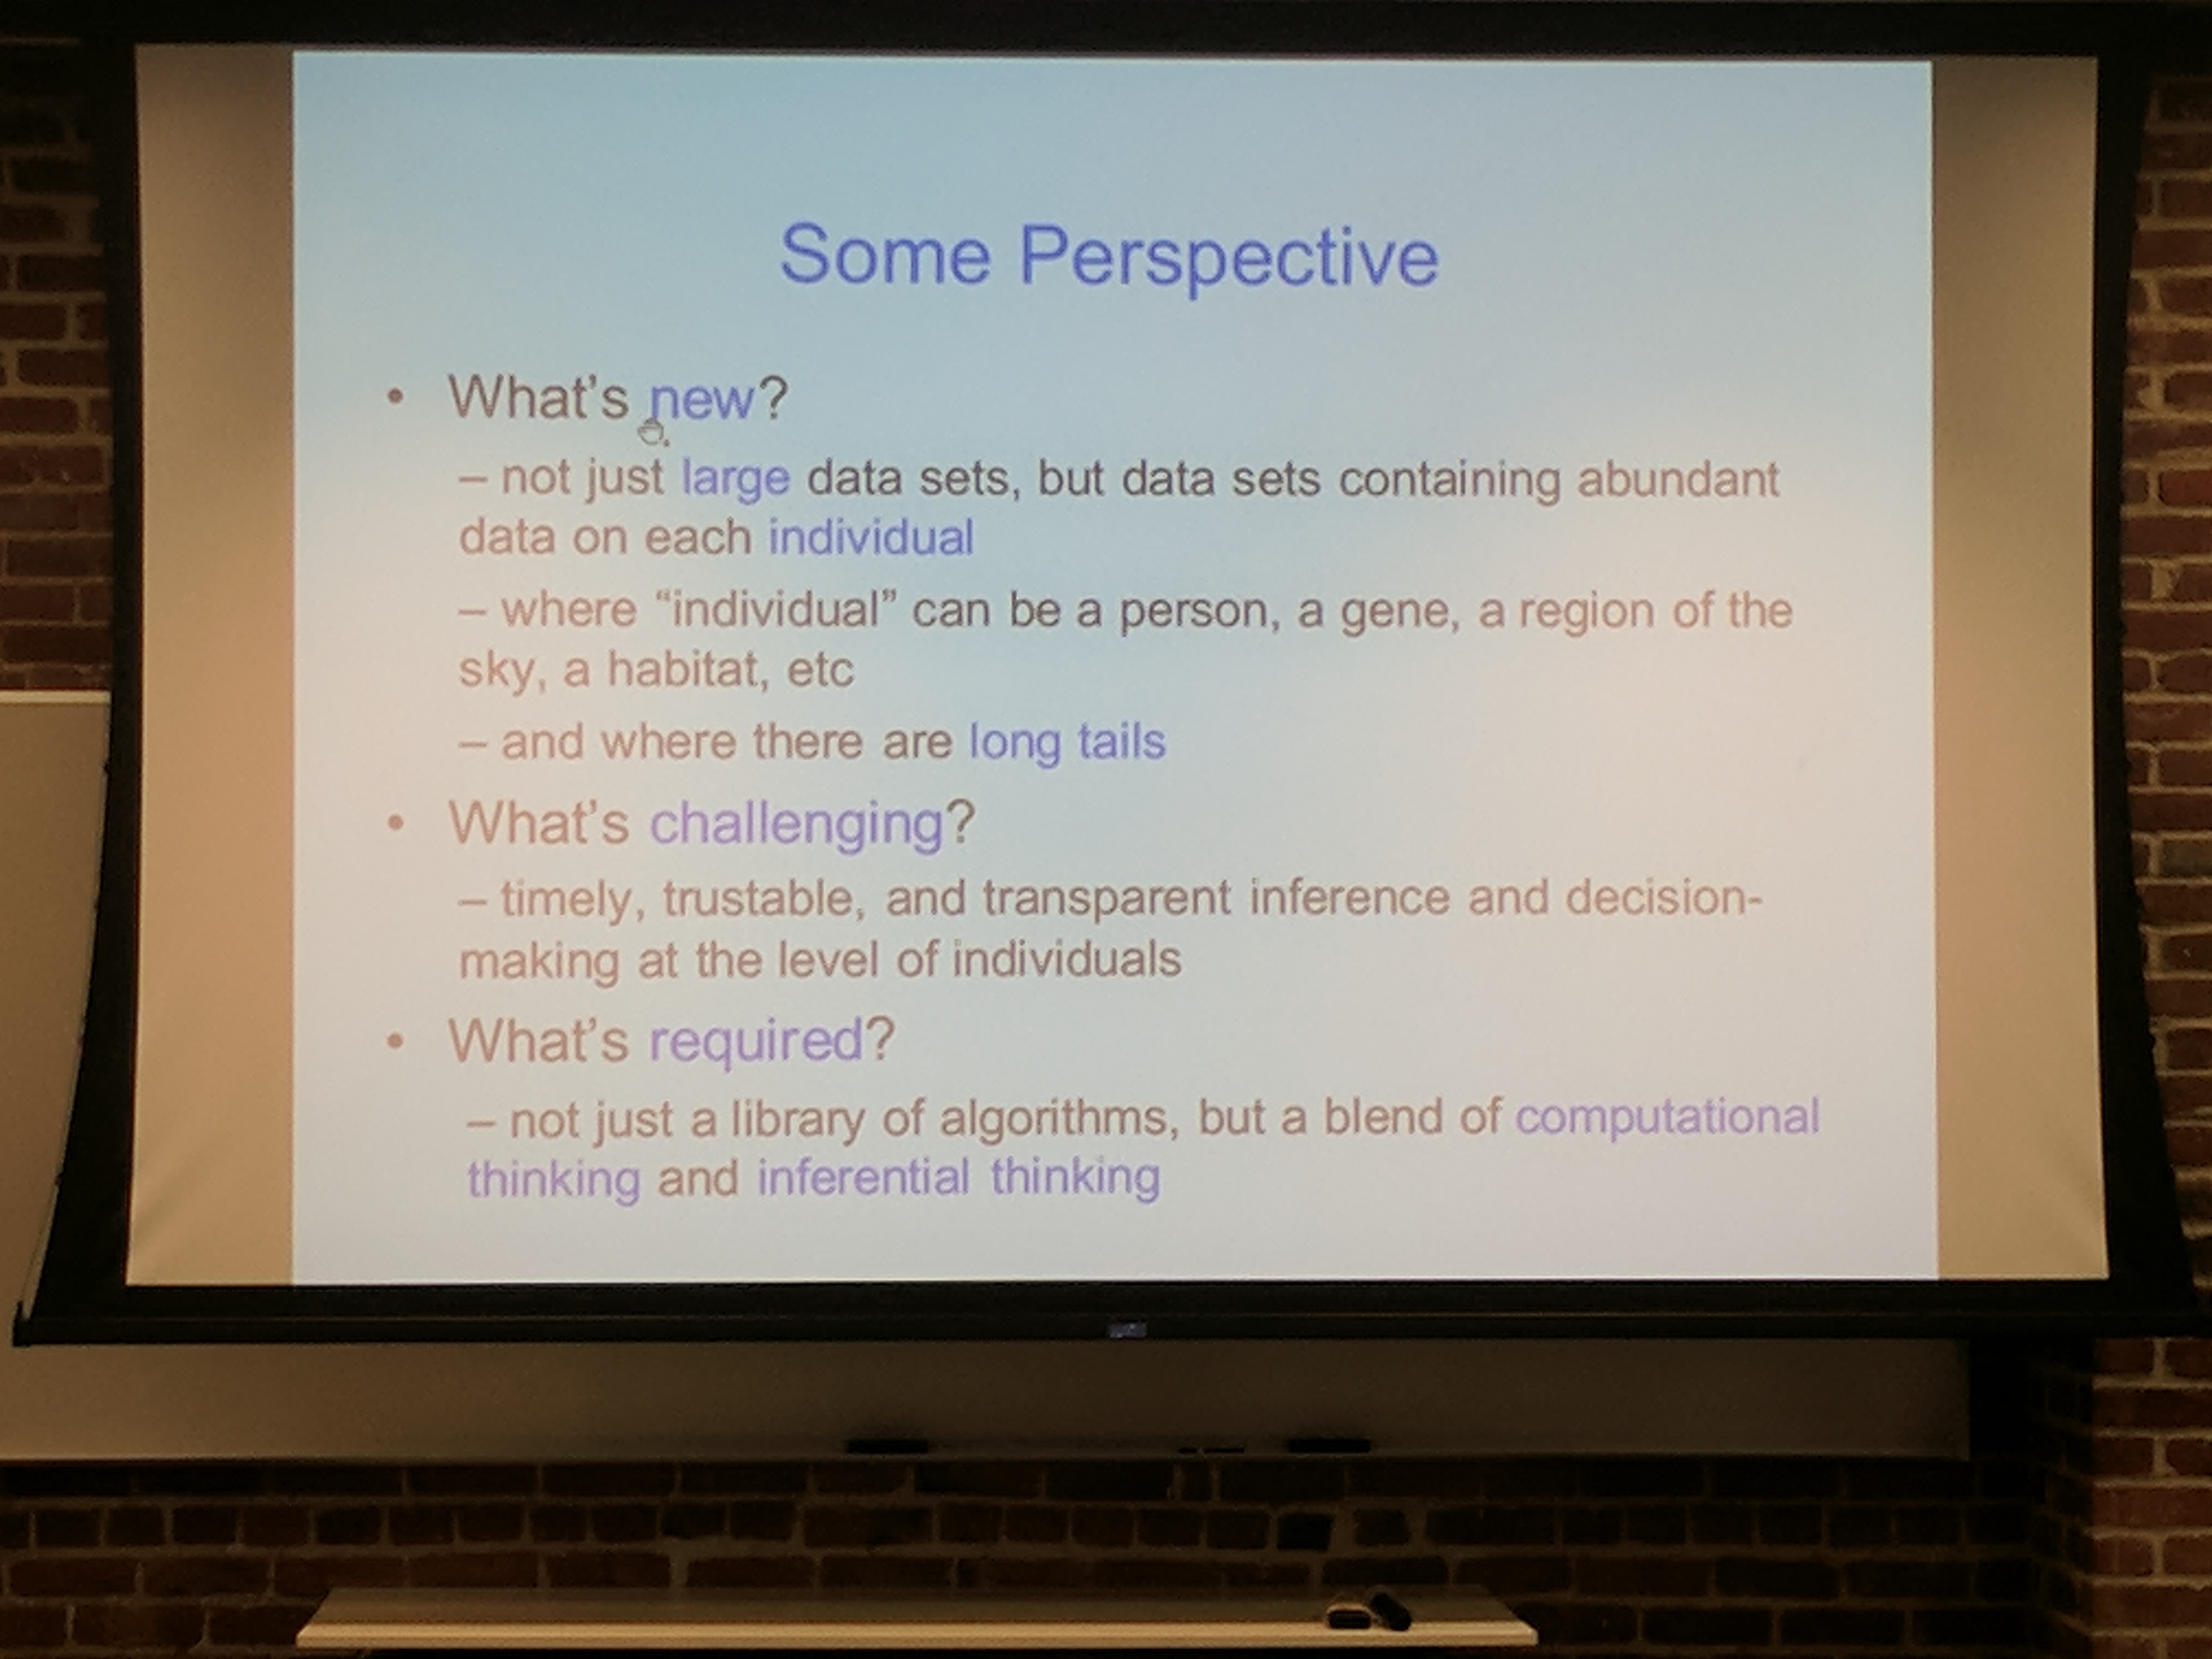 Some Perspective
• What’s new?
– not just large data sets, but data sets containing abundant
data on each individual
– where “individual” can be a person, a gene, a region of the
sky, a habitat, etc
– and where there are long tails
• What’s challenging?
– timely, trustable, and transparent inference and decision-
making at the level of individuals
• What’s required?
– not just a library of algorithms, but a blend of computational
thinking and inferential thinking